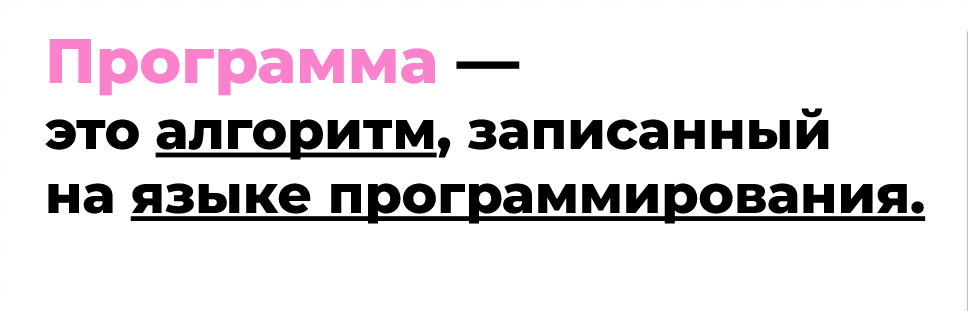 Программа —
это алгоритм, записанный
на языке программирования.